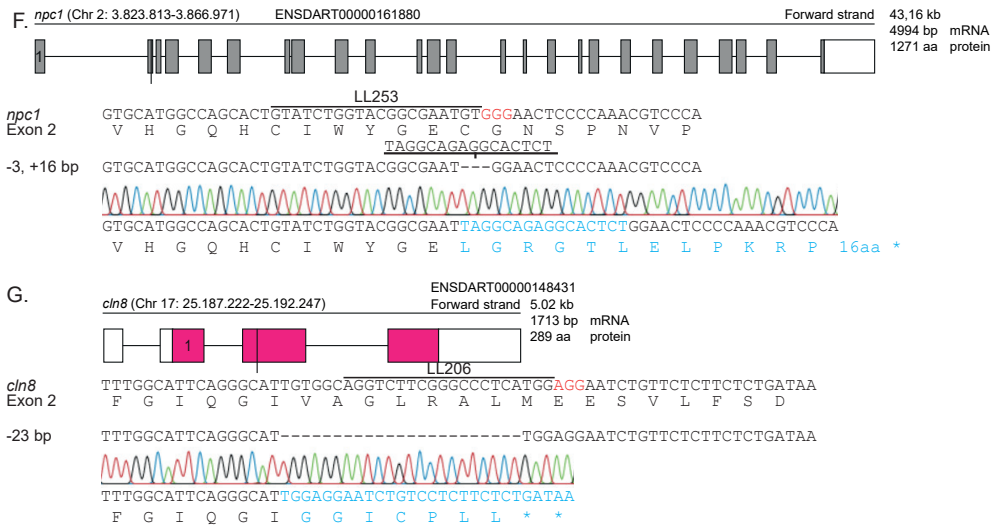 F.
npc1 (Chr 2: 3.823.813-3.866.971) ENSDART00000161880 Forward strand 43,16 kb
4994 bp mRNA
1271 aa protein
1
LL253
npc1 GTGCATGGCCAGCACTGTATCTGGTACGGCGAATGTGGGAACTCCCCAAACGTCCCA
Exon 2 V H G Q H C I W Y G E C G N S P N V P
TAGGCAGAGGCACTCT
-3, +16 bp GTGCATGGCCAGCACTGTATCTGGTACGGCGAAT---GGAACTCCCCAAACGTCCCA
GTGCATGGCCAGCACTGTATCTGGTACGGCGAATTAGGCAGAGGCACTCTGGAACTCCCCAAACGTCCCA
V H G Q H C I W Y G E L G R G T L E L P K R P 16aa *
G.
ENSDART00000148431
cln8 (Chr 17: 25.187.222-25.192.247) Forward strand 5.02 kb
1713 bp mRNA
289 aa protein
1
LL206
cln8 TTTGGCATTCAGGGCATTGTGGCAGGTCTTCGGGCCCTCATGGAGGAATCTGTTCTCTTCTCTGATAA
Exon 2 F G I Q G I V A G L R A L M E E S V L F S D
-23 bp TTTGGCATTCAGGGCAT-----------------------TGGAGGAATCTGTTCTCTTCTCTGATAA
TTTGGCATTCAGGGCATTGGAGGAATCTGTCCTCTTCTCTGATAA
F G I Q G I G G I C P L L * *